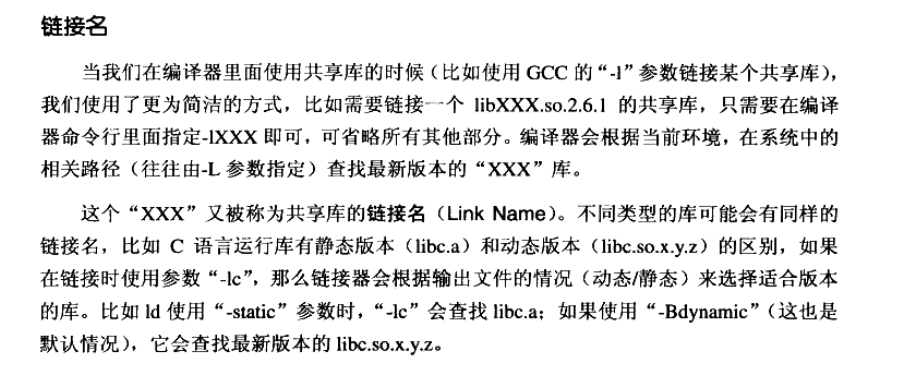 链接名
当我们在编译器里面使用共享库的时候（比如使用 GCC 的“-l”参数链接某个共享库），
我们使用了更为简洁的方式，比如需要链接一个 libXXX.so.2.6.1 的共享库，只需要在编译
器命令行里面指定-lXXX 即可，可省略所有其他部分。编译器会根据当前环境，在系统中的
相关路径（往往由-L 参数指定）查找最新版本的“XXX”库。
这个“XXX”又被称为共享库的链接名（Link Name）。不同类型的库可能会有同样的
链接名，比如 C 语言运行库有静态版本（libc.a）和动态版本（libc.so.x.y.z）的区别，如果
在链接时使用参数“-lc”，那么链接器会根据输出文件的情况（动态/静态）来选择适合版本
的库。比如 ld 使用“-static”参数时，“-lc”会查找 libc.a；如果使用“-Bdynamic”（这也是
默认情况），它会查找最新版本的 libc.so.x.y.z。